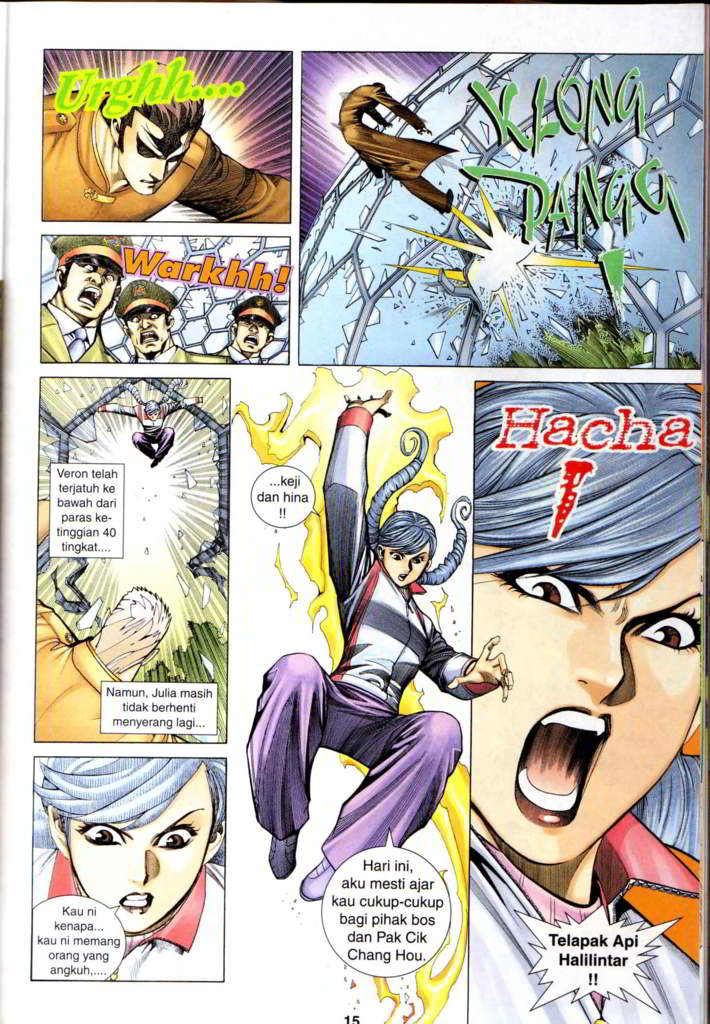 Urghh....
KLONG
PANGG
!
Warkhh!
Veron telah
terjatuh ke
bawah dari
paras ke-
tinggian 40
tingkat....
Namun, Julia masih
tidak berhenti
menyerang lagi...
Kau ni
kenapa...
kau ni memang
orang yang
angkuh,....
...keji
dan hina
!!
Hari ini,
aku mesti ajar
kau cukup-cukup
bagi pihak bos
dan Pak Cik
Chang Hou.
Hacha
!
Telapak Api
Halilintar
!!
15